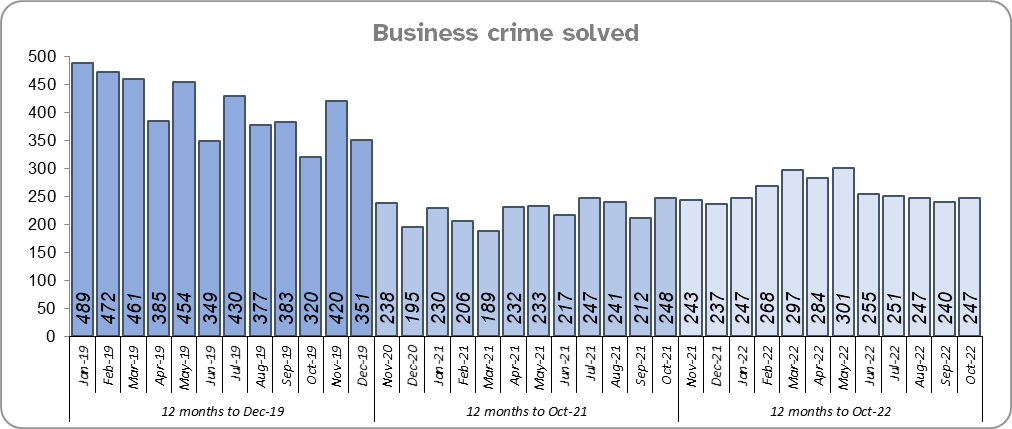 Business crime solved
500
450
400
350
300
250
200
150
100
50
0
489 472 461 385 454 349 430 377 383 320 420 351 238 195 230 206 189 232 233 217 247 241 212 248 243 237 247 268 297 284 301 255 251 247 240 247
Jan-19 Feb-19 Mar-19 Apr-19 May-19 Jun-19 Jul-19 Aug-19 Sep-19 Oct-19 Nov-19 Dec-19 Nov-20 Dec-20 Jan-21 Feb-21 Mar-21 Apr-21 May-21 Jun-21 Jul-21 Aug-21 Sep-21 Oct-21 Nov-21 Dec-21 Jan-22 Feb-22 Mar-22 Apr-22 May-22 Jun-22 Jul-22 Aug-22 Sep-22 Oct-22
12 months to Dec-19 12 months to Oct-21 12 months to Oct-22